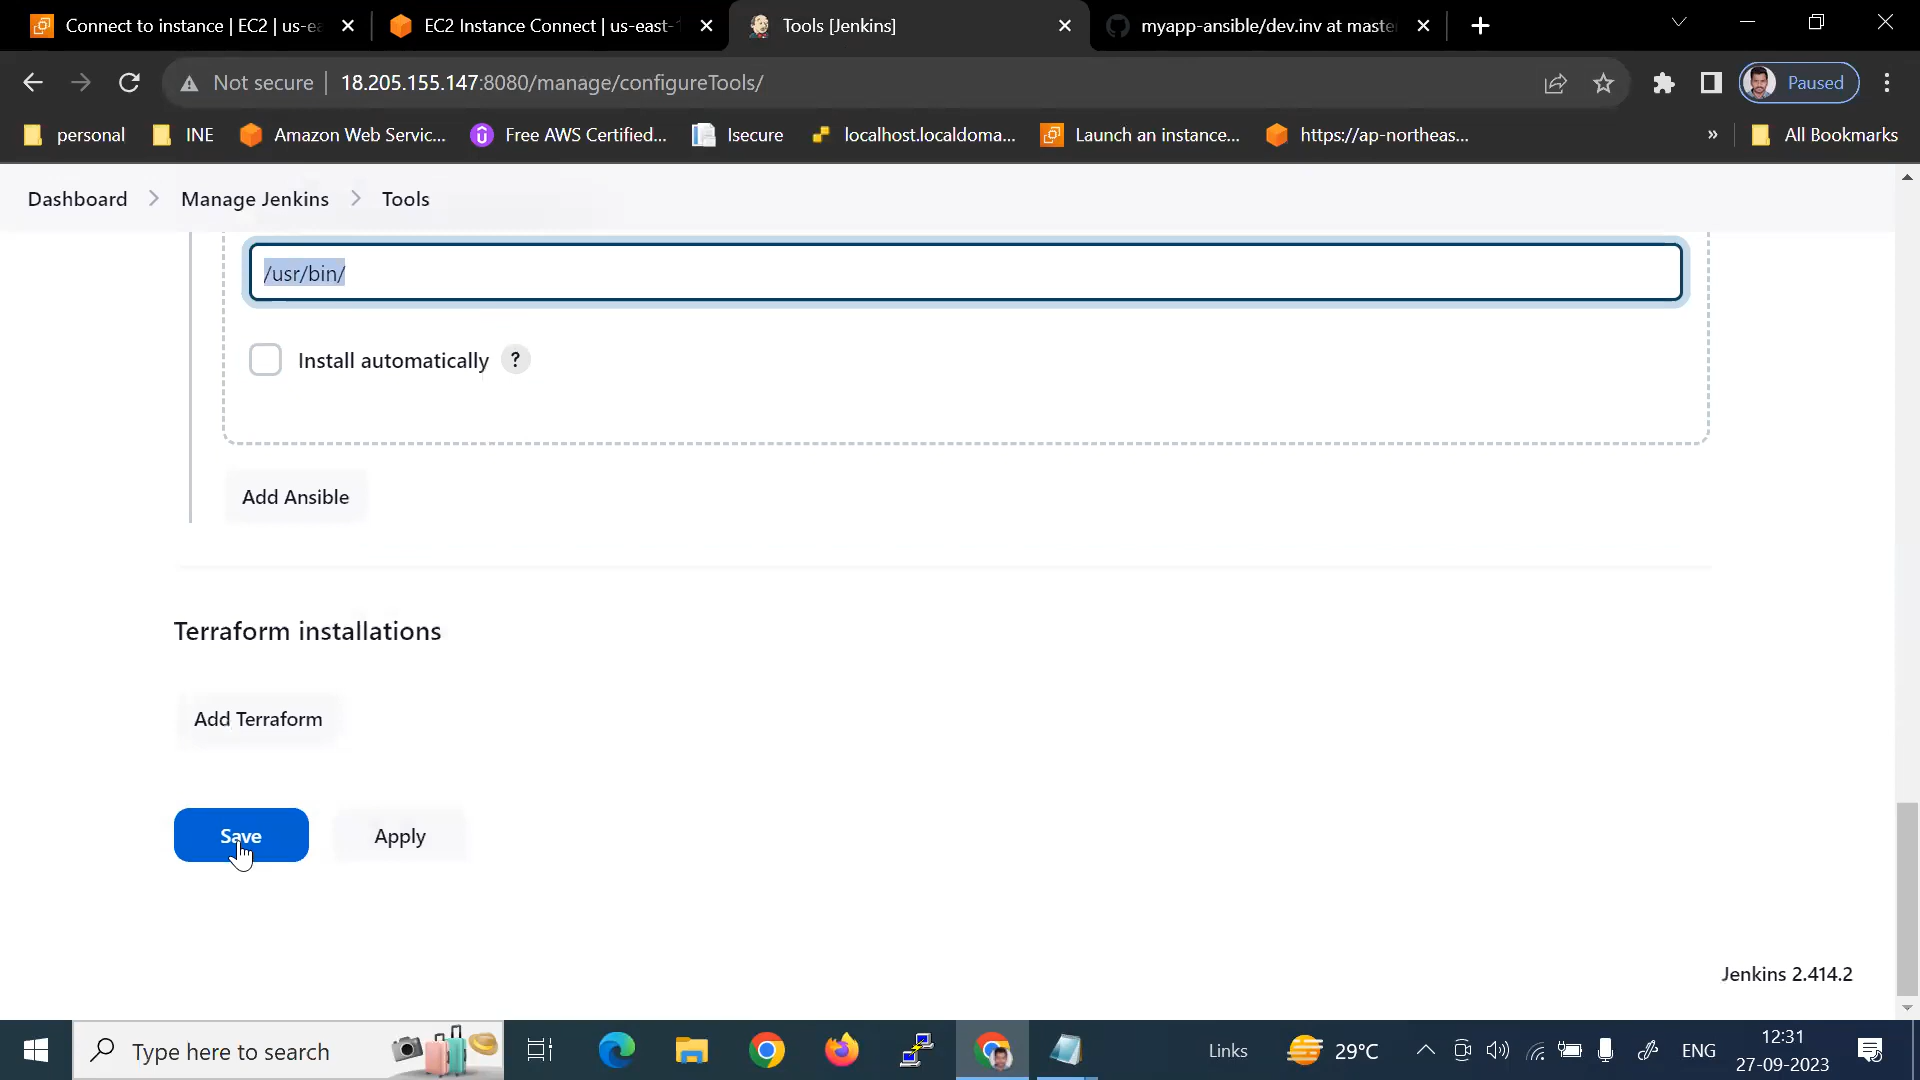 Connect to instance | EC2 | us-ea
EC2 Instance Connect | us-east-1
Tools [Jenkins]
myapp-ansible/dev.inv at maste
Not secure
18.205.155.147:8080/manage/configureTools/
Paused
personal
INE
Amazon Web Servic...
Free AWS Certified...
Isecure
localhost.localdoma...
Launch an instance...
https://ap-northeas...
»
All Bookmarks
Dashboard
Manage Jenkins
Tools
/usr/bin/
Install automatically ?
Add Ansible
Terraform installations
Add Terraform
Save
Apply
Jenkins 2.414.2
Type here to search
Links
29°C
ENG
12:31
27-09-2023